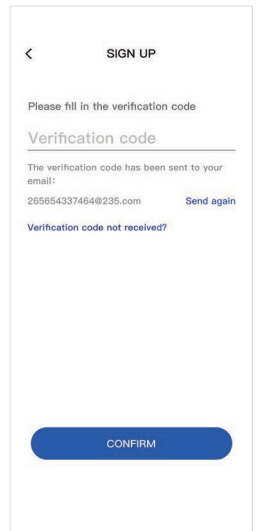 SIGN UP
Please fill in the verification code
Verification code
The verification code has been sent to your
email:
265654337464@235.com Send again
Verification code not received?
CONFIRM